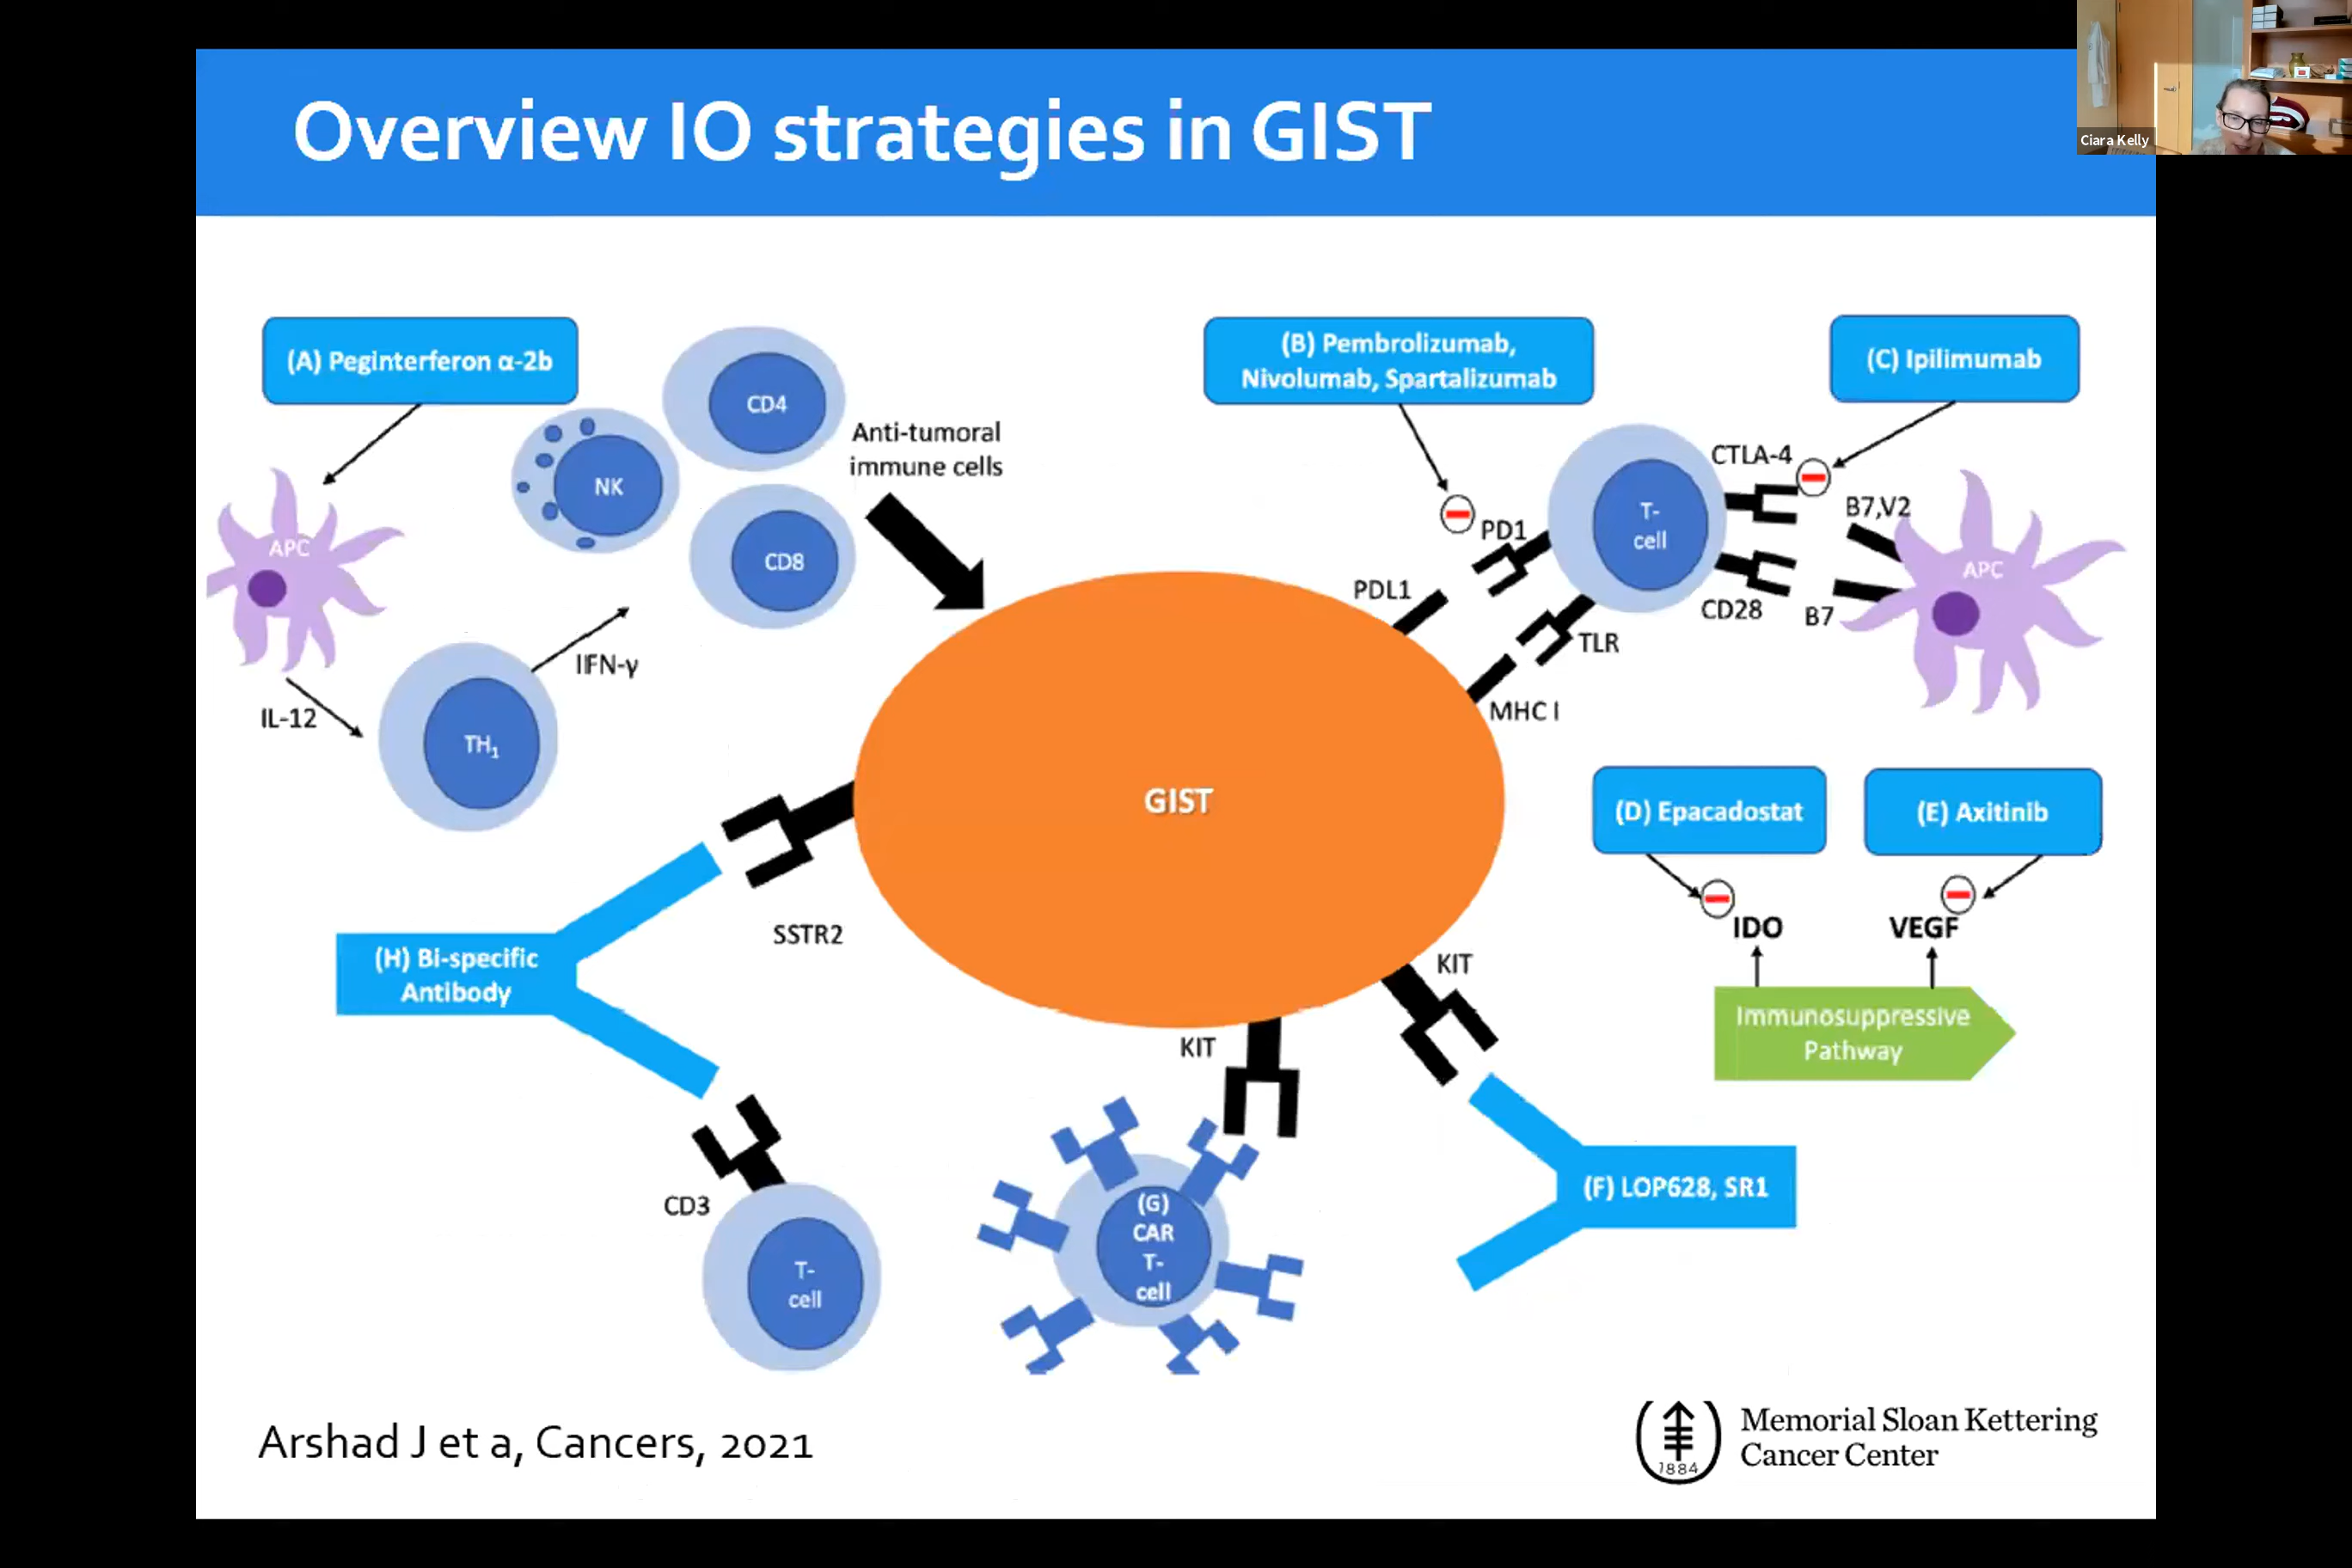 Overview IO strategies in GIST
Ciara Kelly
(A) Peginterferon α-2b
CD4
NK
Anti-tumoral
immune cells
CD8
APC
IIFN-γ
IL-12
TH1
(B) Pembrolizumab,
Nivolumab, Spartalizumab
(C) Ipilimumab
CTLA-4
T-
cell
B7,V2
PD1
PDL1
CD28
B7
APC
TLR
MHC I
GIST
(D) Epacadostat
(E) Axitinib
IDO
VEGF
Immunosuppressive
Pathway
SSTR2
(H) Bi-specific
Antibody
KIT
KIT
CD3
T-
cell
(G)
CAR
T-
cell
(F) LOP628, SR1
Arshad J et a, Cancers, 2021
Memorial Sloan Kettering
Cancer Center
1884